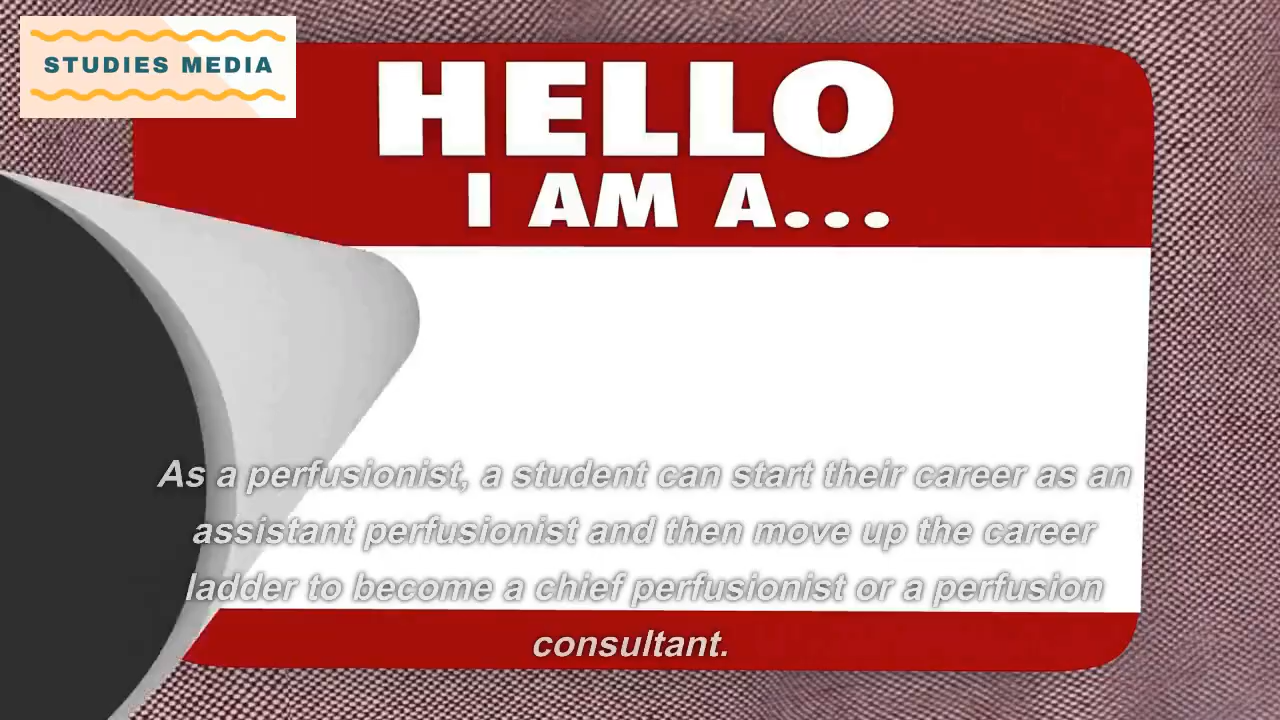 STUDIES MEDIA
HELLO
I AM A...
As a perfusionist, a student can start their career as an
assistant perfusionist and then move up the career
ladder to become a chief perfusionist or a perfusion
consultant.